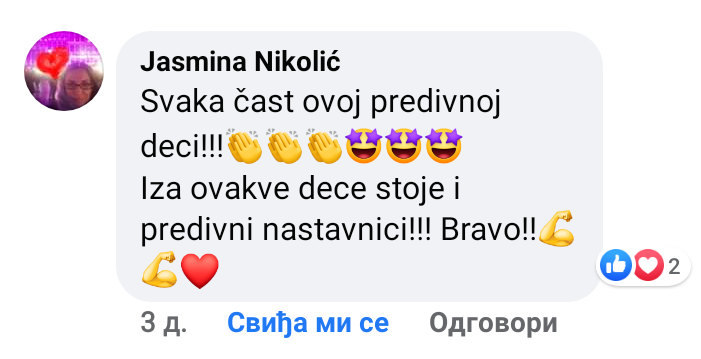 Jasmina Nikolić
Svaka čast ovoj predivnoj
deci!!!👏👏👏🤩🤩🤩
Iza ovakve dece stoje i
predivni nastavnici!!! Bravo!!💪
💪❤️
2
3 д. Свиђа ми се Одговори